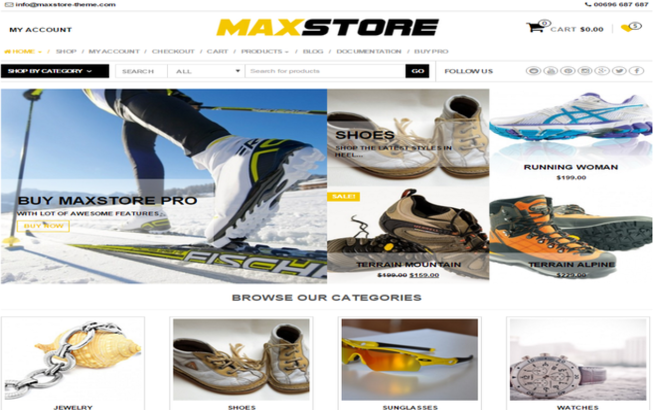 info@maxstore-theme.com
00696 687 687
MY ACCOUNT
MAXSTORE
0
CART $0.00
0
HOME / SHOP / MY ACCOUNT / CHECKOUT / CART / PRODUCTS / BLOG / DOCUMENTATION / BUY PRO
SHOP BY CATEGORY
SEARCH
ALL
Search for products
GO
FOLLOW US
BUY MAXSTORE PRO
WITH LOT OF AWESOME FEATURES...
BUY NOW
SHOES
SHOP THE LATEST STYLES IN
HEEL...
RUNNING WOMAN
$199.00
SALE!
TERRAIN MOUNTAIN
$199.00 $159.00
TERRAIN ALPINE
$229.00
FISCH
BROWSE OUR CATEGORIES
JEWELRY
SHOES
SUNGLASSES
WATCHES